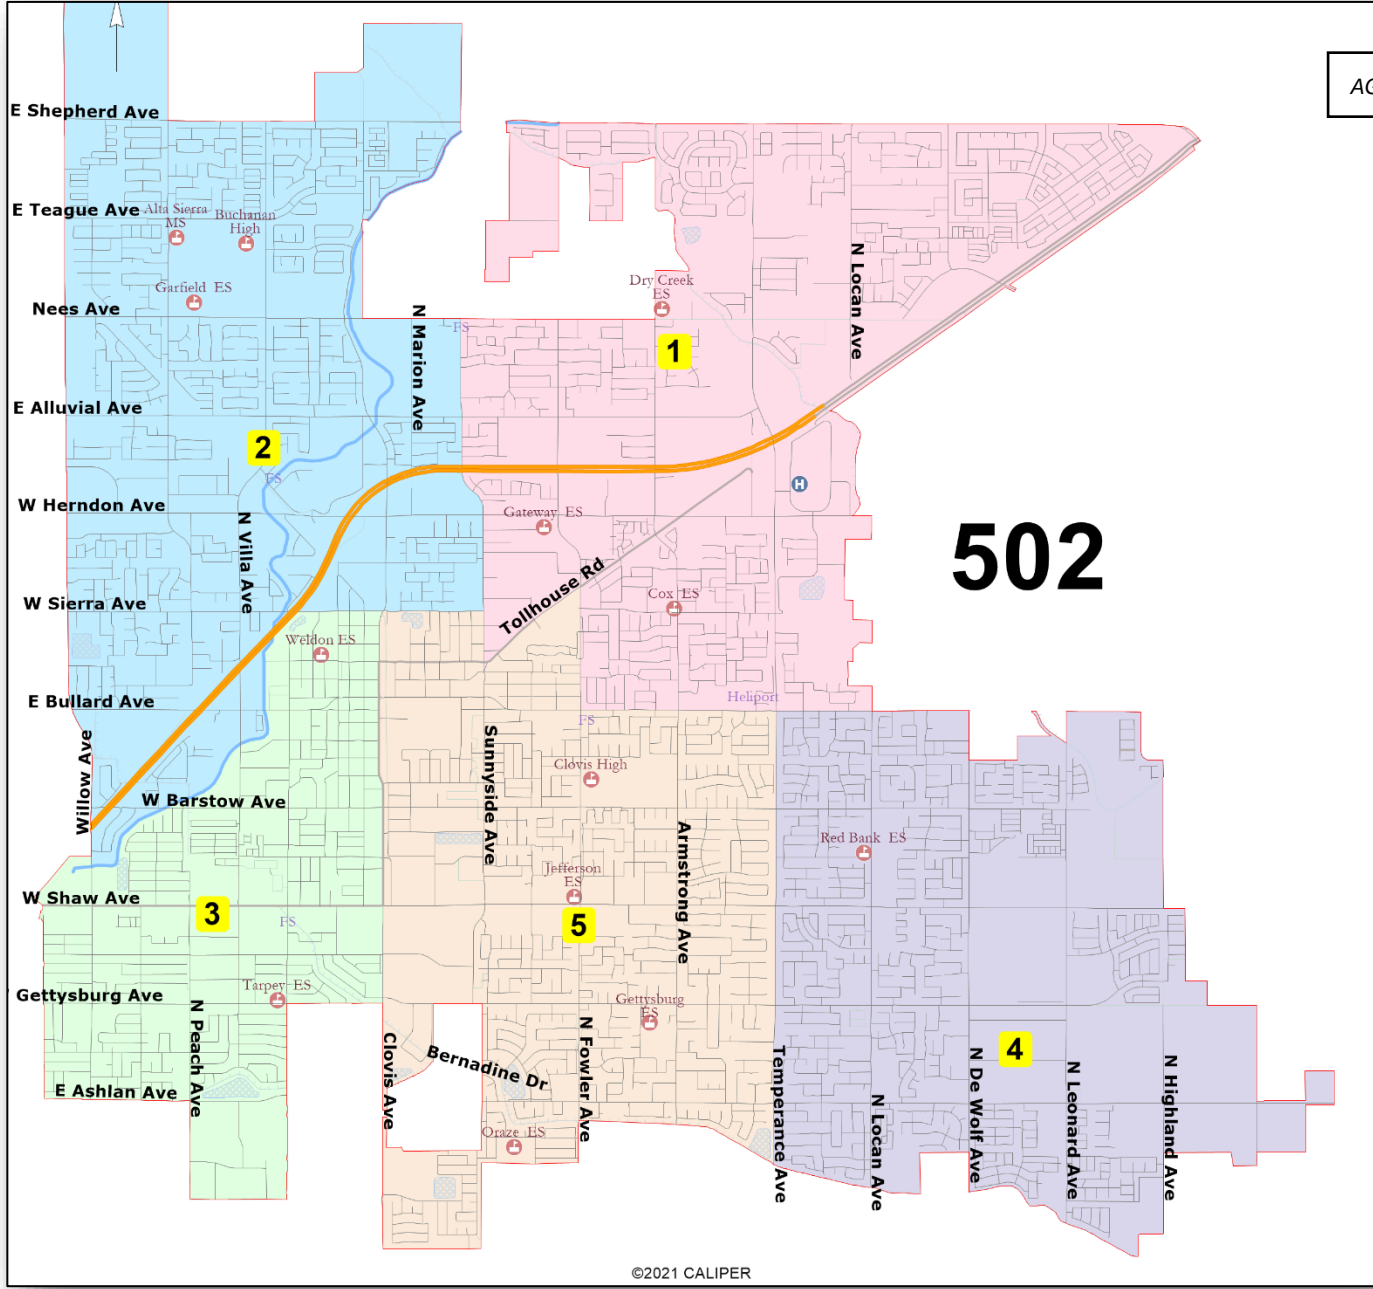 E Shepherd Ave
AG
E Teague Ave
Alta Sierra
MS
Buchanan
High
N Locan Ave
Garfield ES
Dry Creek
ES
Nees Ave
N Marion Ave
FS
1
E Alluvial Ave
2
FS
H
W Herndon Ave
N Villa Ave
Gateway ES
502
Tollhouse Rd
W Sierra Ave
Cox ES
Weldon ES
E Bullard Ave
Heliport
FS
Willow Ave
Sunnyside Ave
Clovis High
W Barstow Ave
Armstrong Ave
Red Bank ES
Jefferson
ES
W Shaw Ave
3
FS
5
Gettysburg Ave
Tarpey ES
Gettysburg
ES
N Peach Ave
Clovis Ave
Bernadine Dr
N Fowler Ave
Temperance Ave
4
N De Wolf Ave
N Leonard Ave
N Highland Ave
E Ashlan Ave
N Locan Ave
Oraze ES
©2021 CALIPER